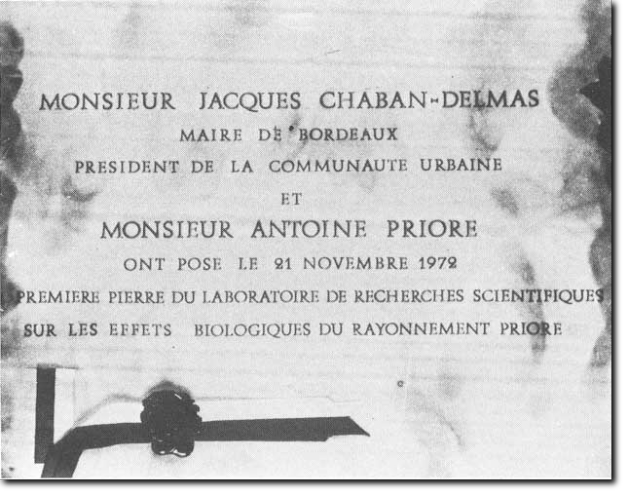 MONSIEUR JACQUES CHABAN-DELMAS
MAIRE DE BORDEAUX
PRESIDENT DE LA COMMUNAUTE URBAINE
ET
MONSIEUR ANTOINE PRIORE
ONT POSE LE 21 NOVEMBRE 1972
PREMIERE PIERRE DU LABORATOIRE DE RECHERCHES SCIENTIFIQUES
SUR LES EFFETS BIOLOGIQUES DU RAYONNEMENT PRIORE